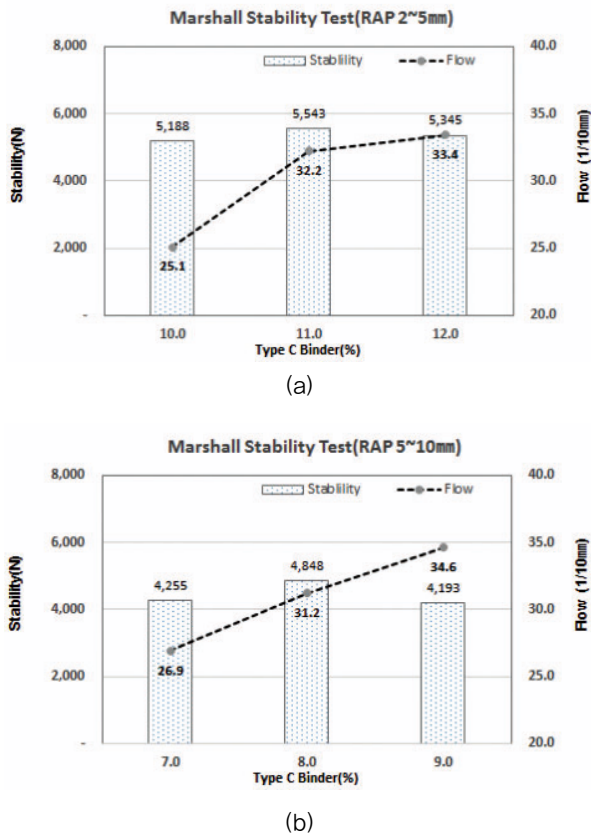 Marshall Stability Test(RAP 2~5㎜)
8,000
40.0
Stablility
Flow
6,000
35.0
5,188
5,543
5,345
32.2
33.4
Stability(N)
Flow (1/10㎜)
4,000
30.0
2,000
25.0
25.1
-
20.0
10.0
11.0
12.0
Type C Binder(%)
(a)
Marshall Stability Test(RAP 5~10㎜)
8,000
40.0
Stablility
Flow
6,000
35.0
4,255
4,848
4,193
34.6
31.2
Stability(N)
Flow (1/10㎜)
4,000
30.0
26.9
2,000
25.0
-
20.0
7.0
8.0
9.0
Type C Binder(%)
(b)